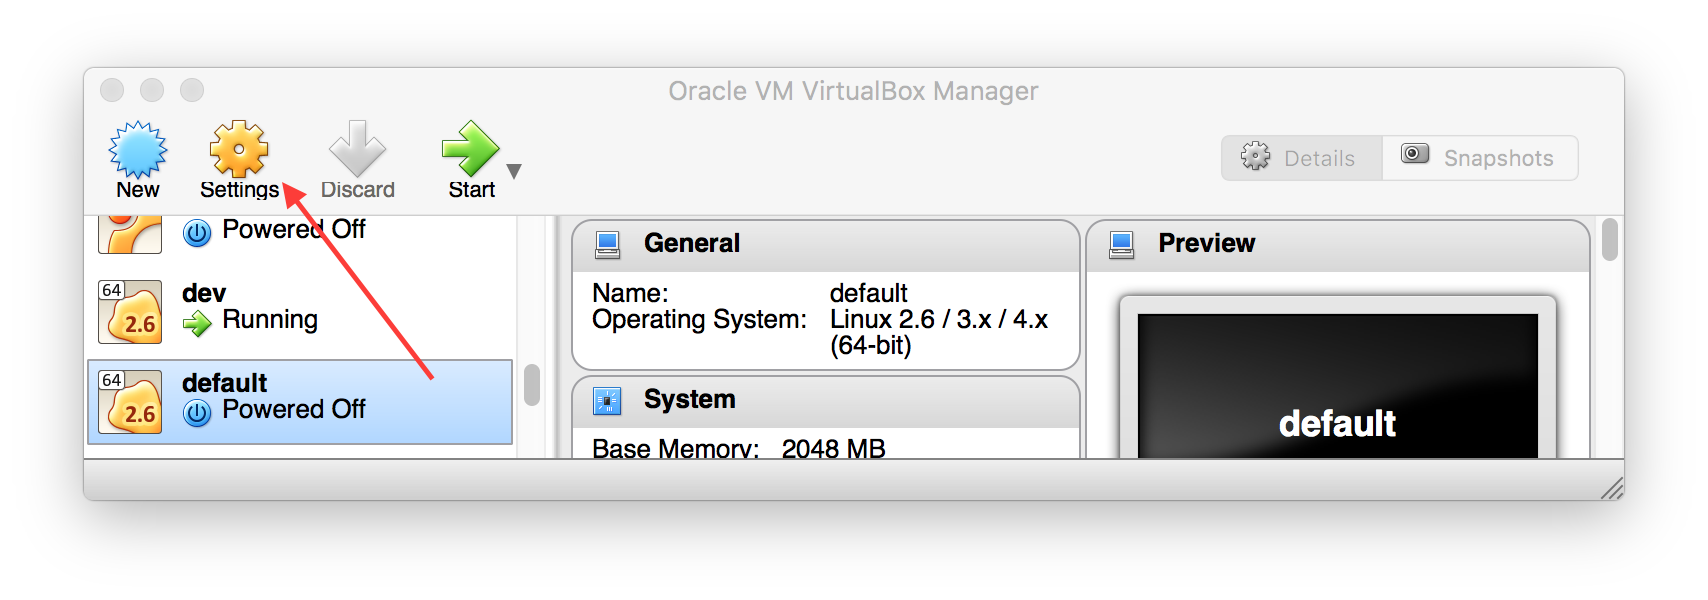 Oracle VM VirtualBox Manager
New
Settings
Discard
Start
Details
Snapshots
Powered Off
64
2.6
dev
Running
64
2.6
default
Powered Off
General
Name: default
Operating System: Linux 2.6 / 3.x / 4.x
(64-bit)
System
Base Memory: 2048 MB
Preview
default